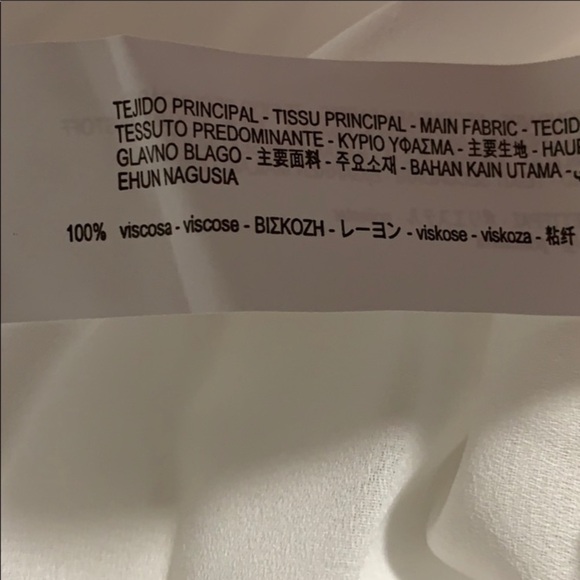 TEJIDO PRINCIPAL - TISSU PRINCIPAL - MAIN FABRIC - TECID
TESSUTO PREDOMINANTE - ΚΥΡΙΟ ΥΦΑΣΜΑ - 主要生地 - HAUP
GLAVNO BLAGO - 主要面料 - 주요소재 - BAHAN KAIN UTAMA -
EHUN NAGUSIA
100% viscosa - viscose - ΒΙΣΚΟΖΗ - レーヨン - viskose - viskoza - 粘纤